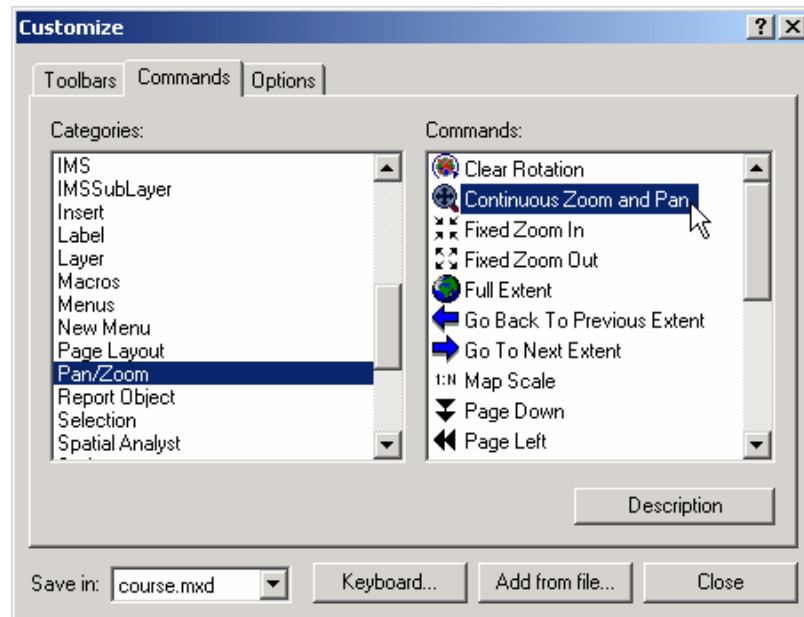 Customize
Toolbars Commands Options
Categories:
IMS
IMSSubLayer
Insert
Label
Layer
Macros
Menus
New Menu
Page Layout
Pan/Zoom
Report Object
Selection
Spatial Analyst
Commands:
Clear Rotation
Continuous Zoom and Pan
Fixed Zoom In
Fixed Zoom Out
Full Extent
Go Back To Previous Extent
Go To Next Extent
1:N Map Scale
Page Down
Page Left
Description
Save in: course.mxd Keyboard... Add from file... Close